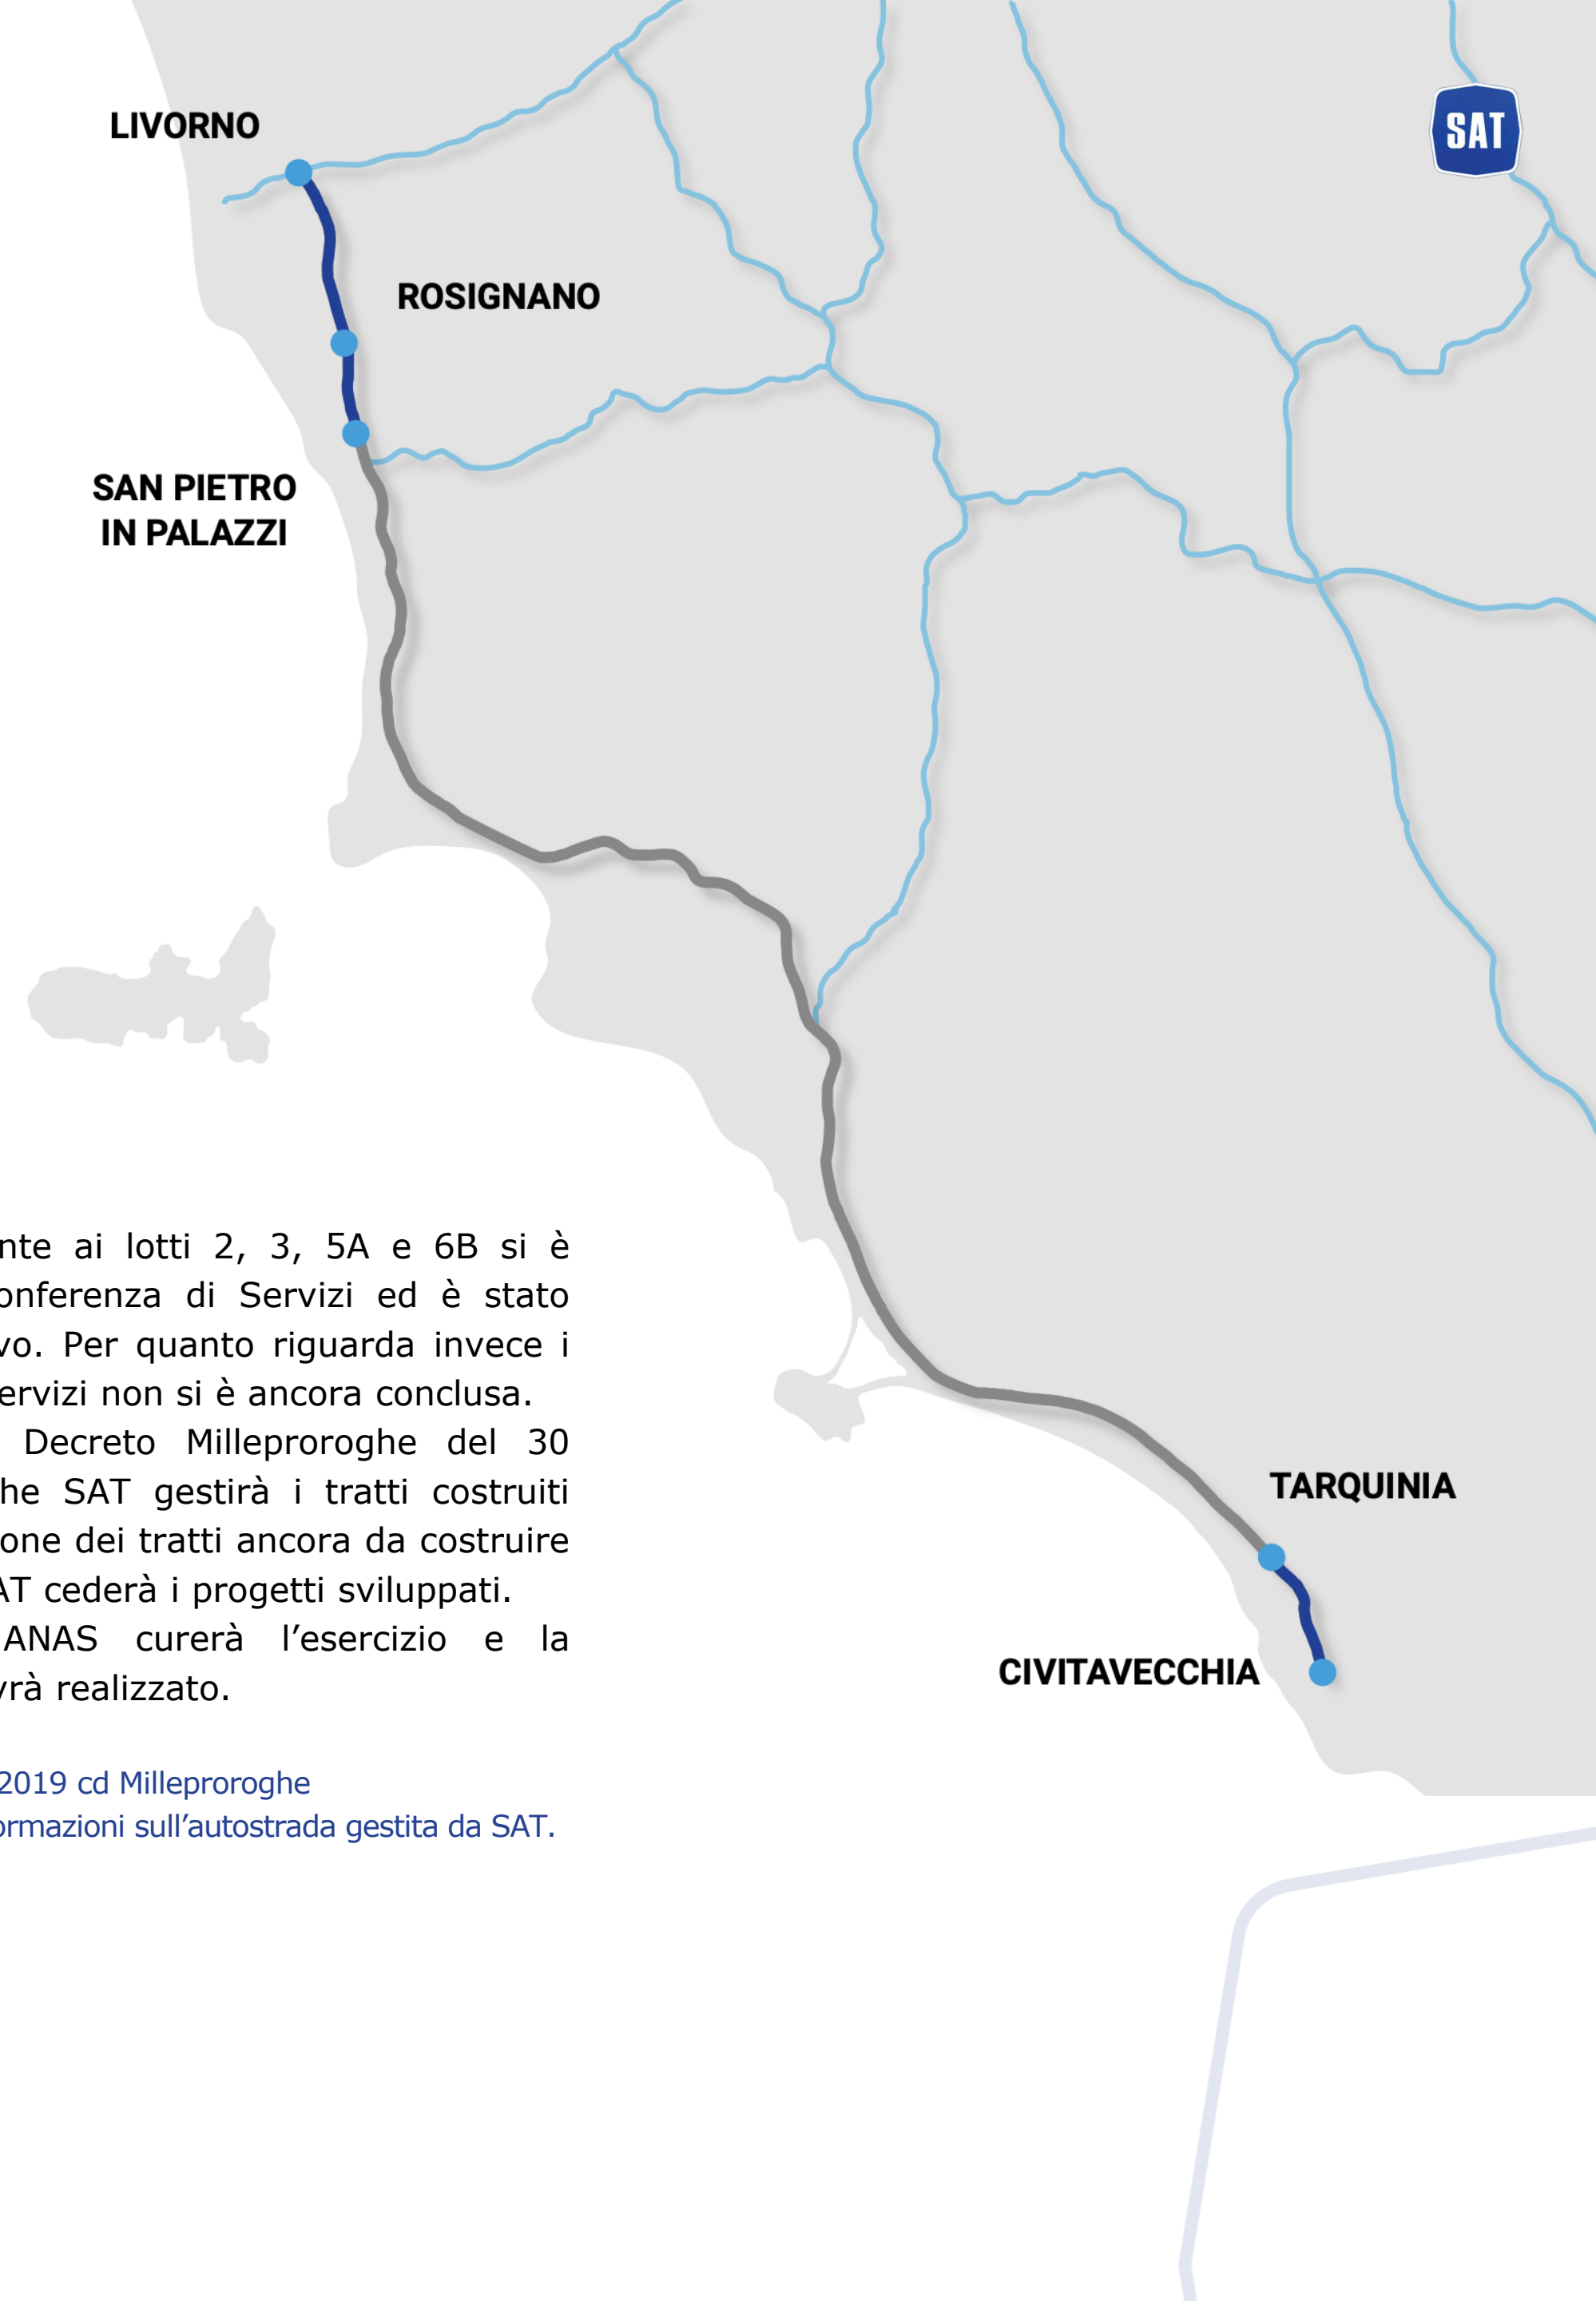 LIVORNO
SAT
ROSIGNANO
SAN PIETRO
IN PALAZZI
nte ai lotti 2, 3, 5A e 6B si è
onferenza di Servizi ed è stato
vo. Per quanto riguarda invece i
ervizi non si è ancora conclusa.
Decreto Milleproroghe del 30
he SAT gestirà i tratti costruiti
one dei tratti ancora da costruire
AT cederà i progetti sviluppati.
ANAS curerà l’esercizio e la
vrà realizzato.
TARQUINIA
CIVITAVECCHIA
2019 cd Milleproroghe
ormazioni sull’autostrada gestita da SAT.